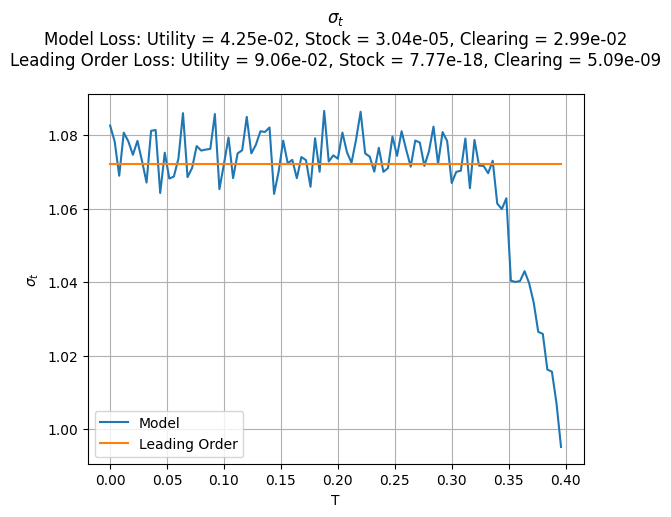 σt
Model Loss: Utility = 4.25e-02, Stock = 3.04e-05, Clearing = 2.99e-02
Leading Order Loss: Utility = 9.06e-02, Stock = 7.77e-18, Clearing = 5.09e-09
1.08
1.06
1.04
1.02
1.00
σt
Model
Leading Order
0.00 0.05 0.10 0.15 0.20 0.25 0.30 0.35 0.40
T